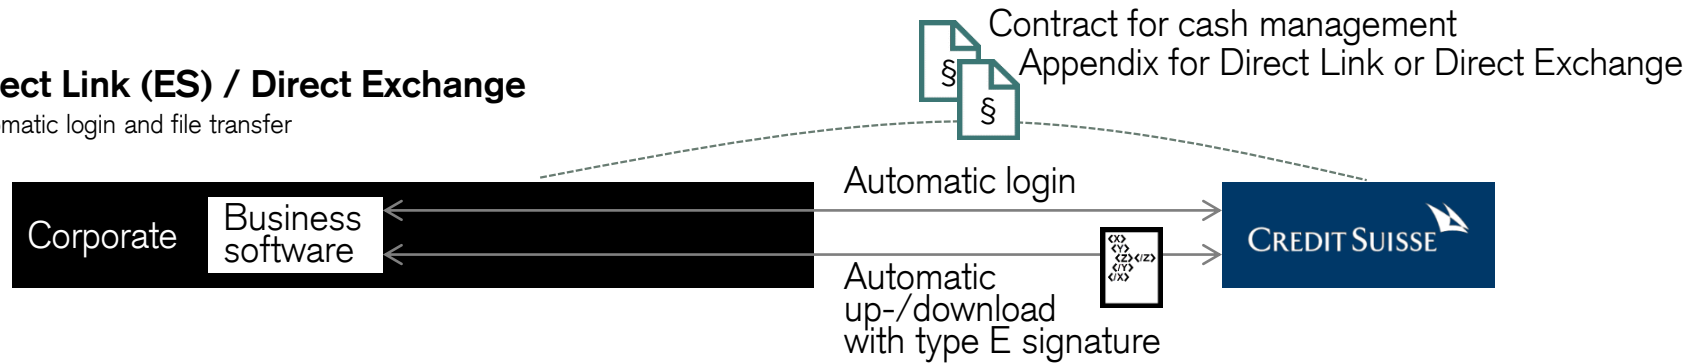 Contract for cash management
Appendix for Direct Link or Direct Exchange
§
§
ect Link (ES) / Direct Exchange
matic login and file transfer
Automatic login
Corporate
Business
software
CREDIT SUISSE
<X>
<Y>
<Z></Z>
</Y>
</X>
Automatic
up-/download
with type E signature